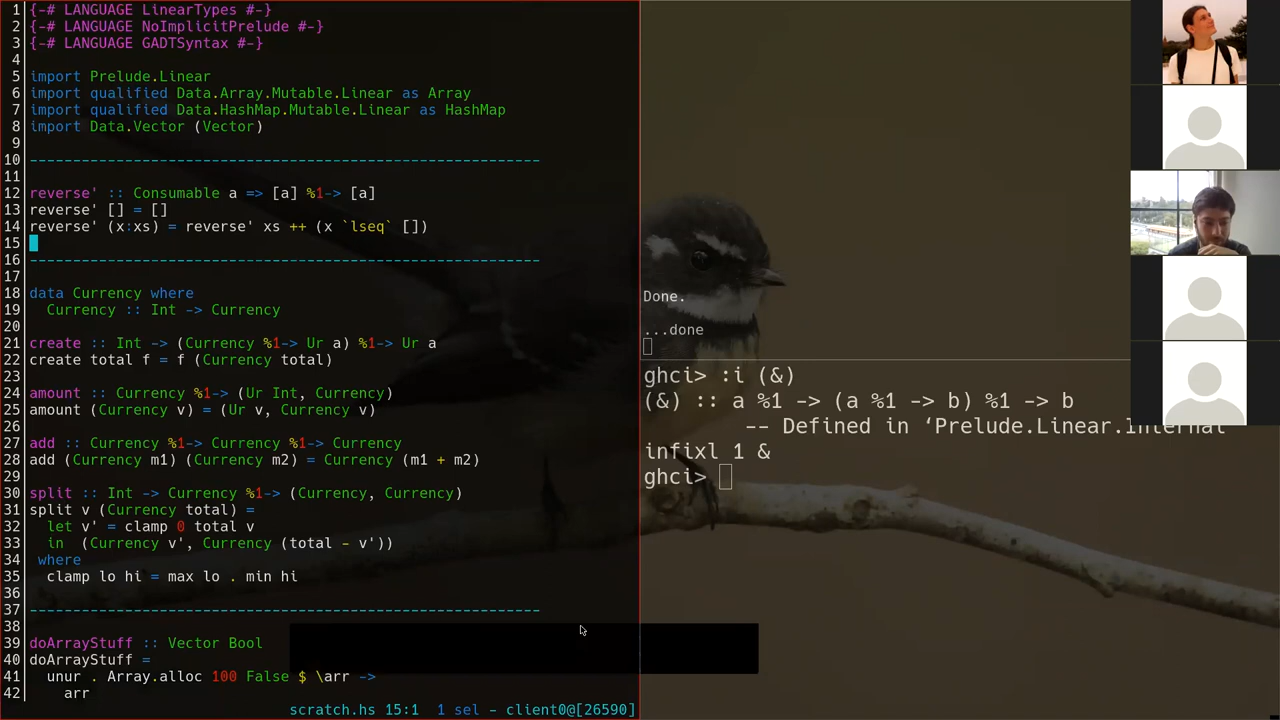 1 {-# LANGUAGE LinearTypes #-}
2 {-# LANGUAGE NoImplicitPrelude #-}
3 {-# LANGUAGE GADTSyntax #-}
4
5 import Prelude.Linear
6 import qualified Data.Array.Mutable.Linear as Array
7 import qualified Data.HashMap.Mutable.Linear as HashMap
8 import Data.Vector (Vector)
9
10 -----------------------------------------------------------
11
12 reverse' :: Consumable a => [a] %1-> [a]
13 reverse' [] = []
14 reverse' (x:xs) = reverse' xs ++ (x `lseq` [])
15
16 -----------------------------------------------------------
17
18 data Currency where
19   Currency :: Int -> Currency
20
21 create :: Int -> (Currency %1-> Ur a) %1-> Ur a
22 create total f = f (Currency total)
23
24 amount :: Currency %1-> (Ur Int, Currency)
25 amount (Currency v) = (Ur v, Currency v)
26
27 add :: Currency %1-> Currency %1-> Currency
28 add (Currency m1) (Currency m2) = Currency (m1 + m2)
29
30 split :: Int -> Currency %1-> (Currency, Currency)
31 split v (Currency total) =
32   let v' = clamp 0 total v
33   in  (Currency v', Currency (total - v'))
34  where
35   clamp lo hi = max lo . min hi
36
37 -----------------------------------------------------------
38
39 doArrayStuff :: Vector Bool
40 doArrayStuff =
41   unur . Array.alloc 100 False $ \arr ->
42     arr
scratch.hs 15:1  1 sel - client0@[26590]
Done.
...done
ghci> :i (&)
(&) :: a %1 -> (a %1 -> b) %1 -> b
        -- Defined in ‘Prelude.Linear.Internal
infixl 1 &
ghci>